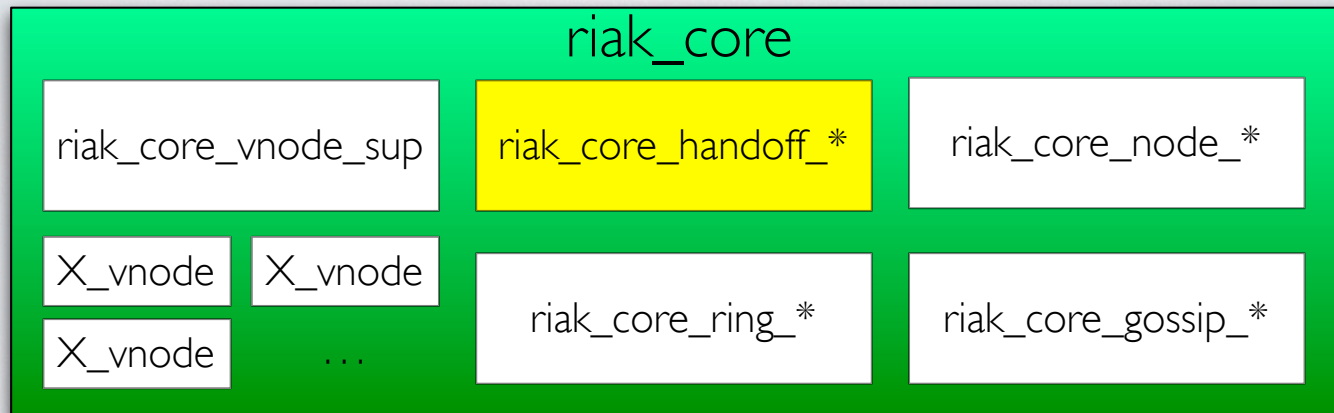 riak_core
riak_core_vnode_sup
riak_core_handoff_*
riak_core_node_*
X_vnode
X_vnode
X_vnode
...
riak_core_ring_*
riak_core_gossip_*